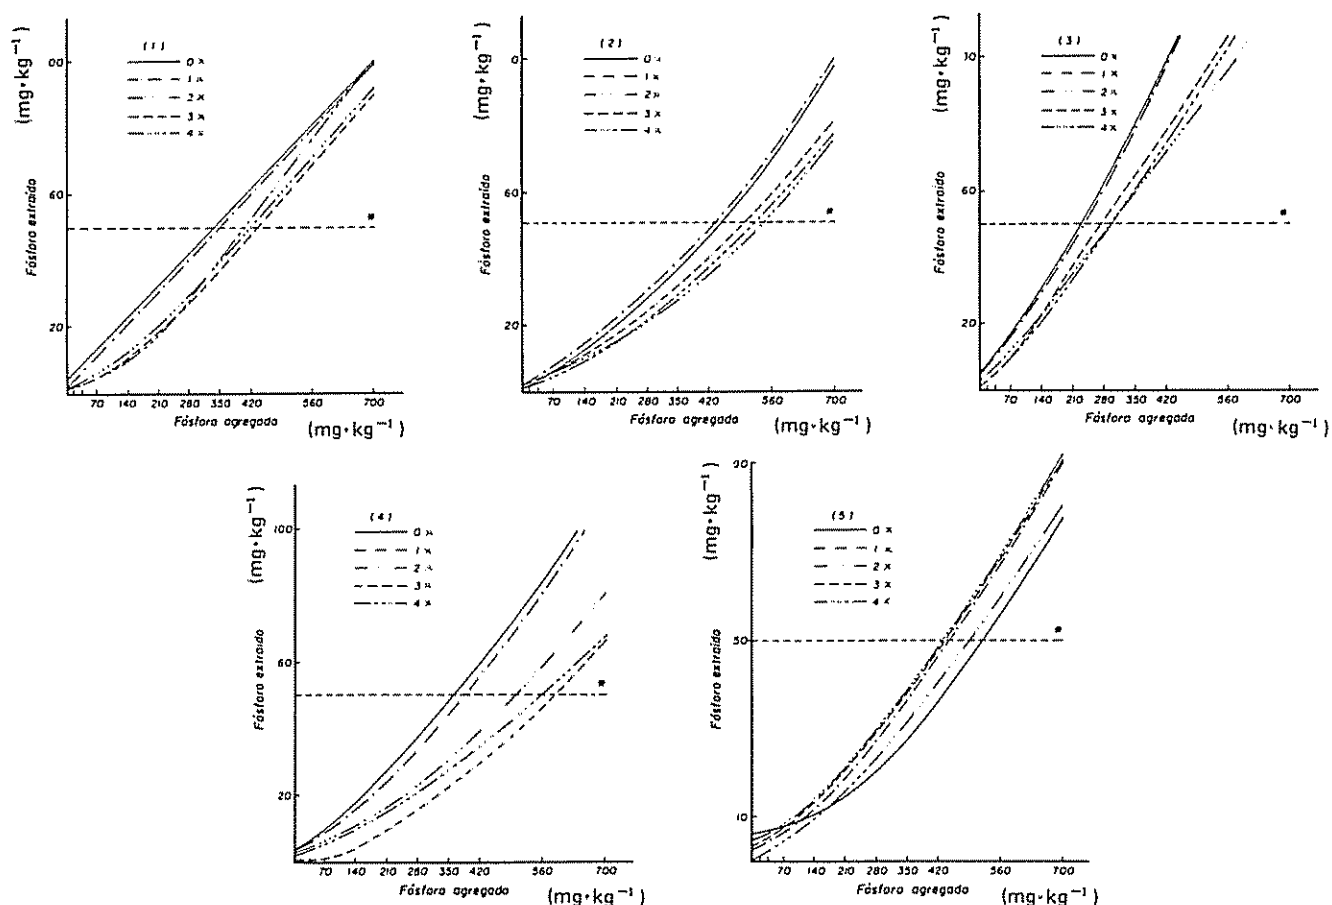 (mg·kg⁻¹)
Fósforo extraído
(1)
0 %
1 %
2 %
3 %
4 %
00
60
20
*
70 140 210 280 350 420 560 700
Fósforo agregado (mg·kg⁻¹)
(mg·kg⁻¹)
Fósforo extraído
(2)
0 %
1 %
2 %
3 %
4 %
0
60
20
*
70 140 210 280 350 420 560 700
Fósforo agregado (mg·kg⁻¹)
(mg·kg⁻¹)
Fósforo extraído
(3)
0 %
1 %
2 %
3 %
4 %
10
60
20
*
70 140 210 280 350 420 560 700
Fósforo agregado (mg·kg⁻¹)
(mg·kg⁻¹)
Fósforo extraído
(4)
0 %
1 %
2 %
3 %
4 %
100
60
20
*
70 140 210 280 350 420 560 700
Fósforo agregado (mg·kg⁻¹)
(mg·kg⁻¹)
Fósforo extraído
(5)
0 %
1 %
2 %
3 %
4 %
90
50
10
*
70 140 210 280 350 420 560 700
Fósforo agregado (mg·kg⁻¹)